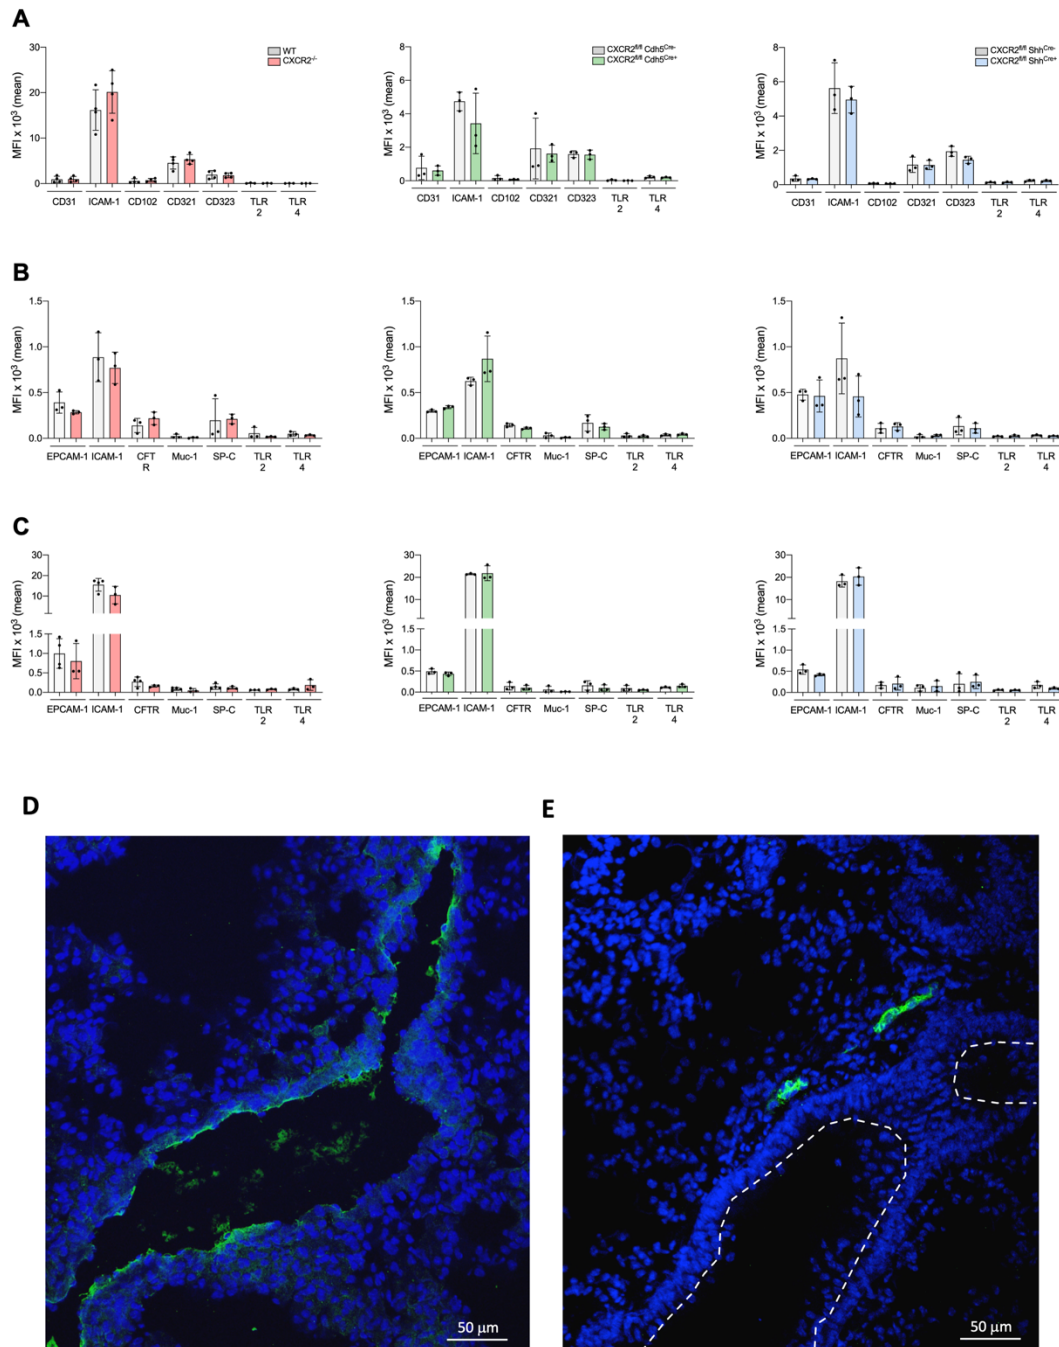 A
30
20
10
0
MFI x 10³ (mean)
WT
CXCR2⁻/⁻
CD31 ICAM-1 CD102 CD321 CD323 TLR TLR
2 4
8
6
4
2
0
MFI x 10³ (mean)
CXCR2ᶠˡ/ᶠˡ Cdh5ᶜʳᵉ⁻
CXCR2ᶠˡ/ᶠˡ Cdh5ᶜʳᵉ⁺
CD31 ICAM-1 CD102 CD321 CD323 TLR TLR
2 4
8
6
4
2
0
MFI x 10³ (mean)
CXCR2ᶠˡ/ᶠˡ Shhᶜʳᵉ⁻
CXCR2ᶠˡ/ᶠˡ Shhᶜʳᵉ⁺
CD31 ICAM-1 CD102 CD321 CD323 TLR TLR
2 4
B
1.5
1.0
0.5
0.0
MFI x 10³ (mean)
EPCAM-1 ICAM-1 CFT Muc-1 SP-C TLR TLR
R 2 4
1.5
1.0
0.5
0.0
MFI x 10³ (mean)
EPCAM-1 ICAM-1 CFTR Muc-1 SP-C TLR TLR
2 4
1.5
1.0
0.5
0.0
MFI x 10³ (mean)
EPCAM-1 ICAM-1 CFTR Muc-1 SP-C TLR TLR
2 4
C
30
20
10
1.5
1.0
0.5
0.0
MFI x 10³ (mean)
EPCAM-1 ICAM-1 CFTR Muc-1 SP-C TLR TLR
2 4
30
20
10
1.5
1.0
0.5
0.0
MFI x 10³ (mean)
EPCAM-1 ICAM-1 CFTR Muc-1 SP-C TLR TLR
2 4
30
20
10
1.5
1.0
0.5
0.0
MFI x 10³ (mean)
EPCAM-1 ICAM-1 CFTR Muc-1 SP-C TLR TLR
2 4
D
50 μm
E
50 μm